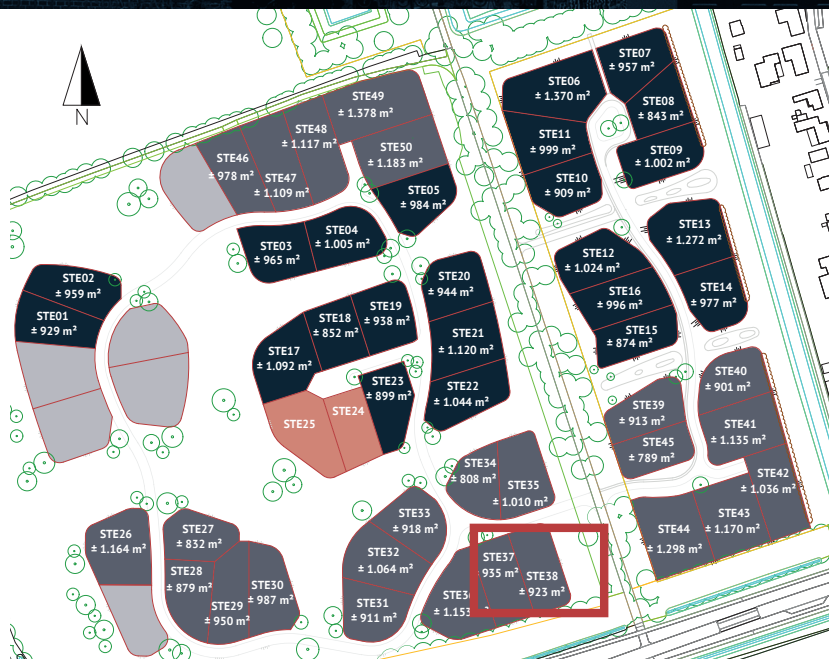 STE49
± 1.378 m²
STE48
± 1.117 m²
STE46
± 978 m²
STE47
± 1.109 m²
STE50
± 1.183 m²
STE05
± 984 m²
STE04
± 1.005 m²
STE03
± 965 m²
N
STE07
± 957 m²
STE06
± 1.370 m²
STE08
± 843 m²
STE11
± 999 m²
STE09
± 1.002 m²
STE10
± 909 m²
STE13
± 1.272 m²
STE12
± 1.024 m²
STE14
± 977 m²
STE16
± 996 m²
STE15
± 874 m²
STE02
± 959 m²
STE01
± 929 m²
STE20
± 944 m²
STE19
± 938 m²
STE18
± 852 m²
STE17
± 1.092 m²
STE21
± 1.120 m²
STE23
± 899 m²
STE22
± 1.044 m²
STE24
STE25
STE40
± 901 m²
STE39
± 913 m²
STE41
± 1.135 m²
STE45
± 789 m²
STE42
± 1.036 m²
STE43
± 1.170 m²
STE44
± 1.298 m²
STE34
± 808 m²
STE35
± 1.010 m²
STE33
± 918 m²
STE32
± 1.064 m²
STE31
± 911 m²
STE37
935 m²
STE38
± 923 m²
± 1.153
STE26
± 1.164 m²
STE27
± 832 m²
STE28
± 879 m²
STE30
± 987 m²
STE29
± 950 m²